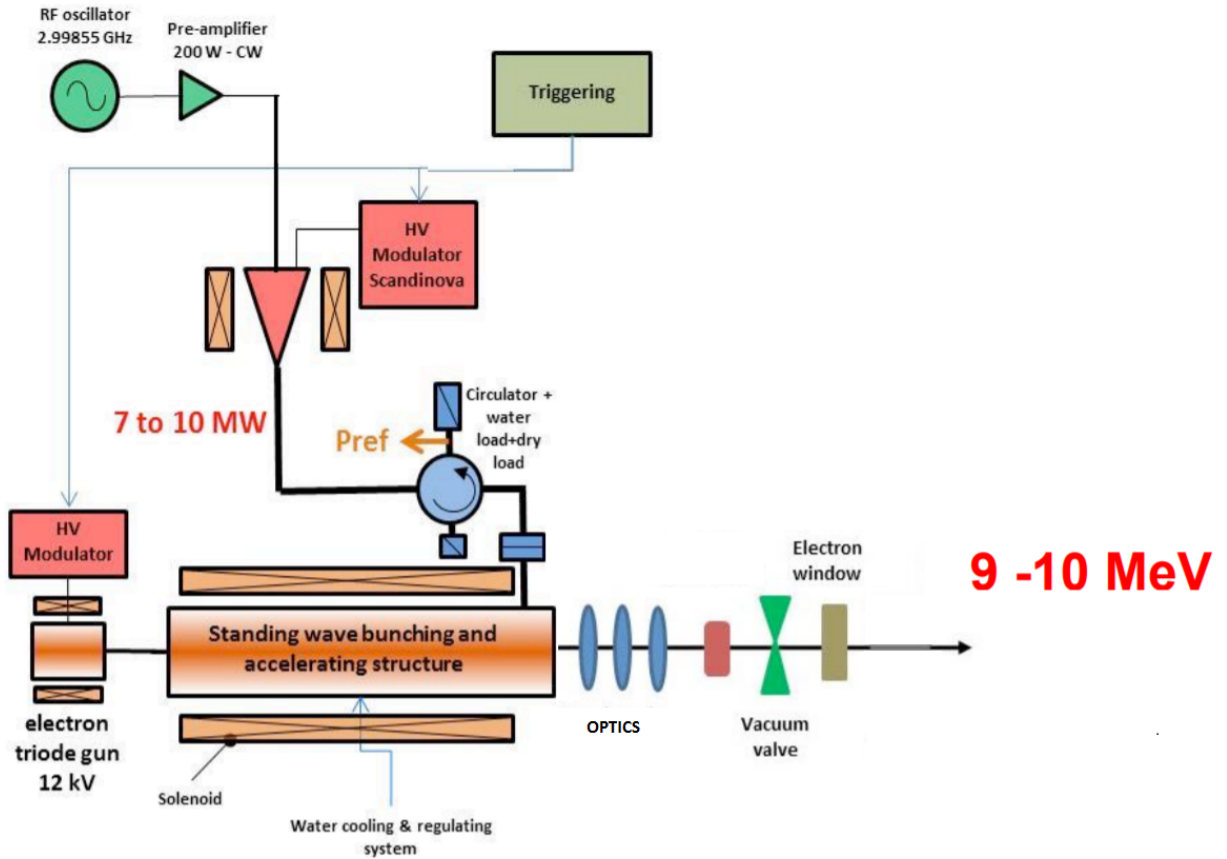 RF oscillator
2.99855 GHz
Pre-amplifier
200 W - CW
Triggering
HV
Modulator
Scandinova
7 to 10 MW
Pref
Circulator +
water
load+dry
load
HV
Modulator
Electron
window
9 -10 MeV
Standing wave bunching and
accelerating structure
electron
triode gun
12 kV
OPTICS
Vacuum
valve
Solenoid
Water cooling & regulating
system